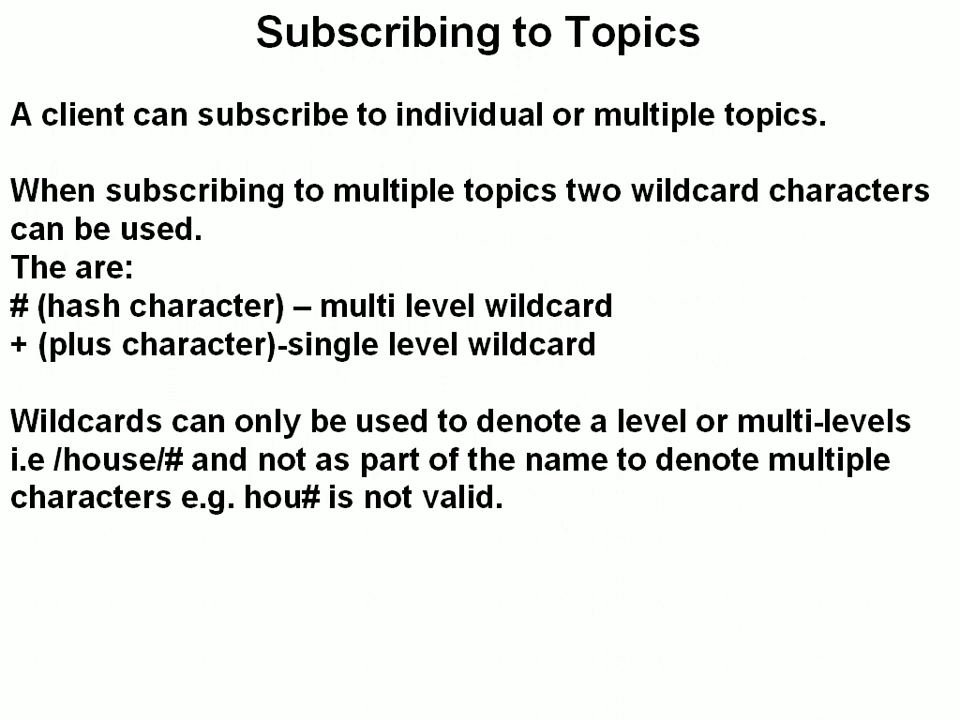 Subscribing to Topics
A client can subscribe to individual or multiple topics.
When subscribing to multiple topics two wildcard characters
can be used.
The are:
# (hash character) – multi level wildcard
+ (plus character)-single level wildcard
Wildcards can only be used to denote a level or multi-levels
i.e /house/# and not as part of the name to denote multiple
characters e.g. hou# is not valid.